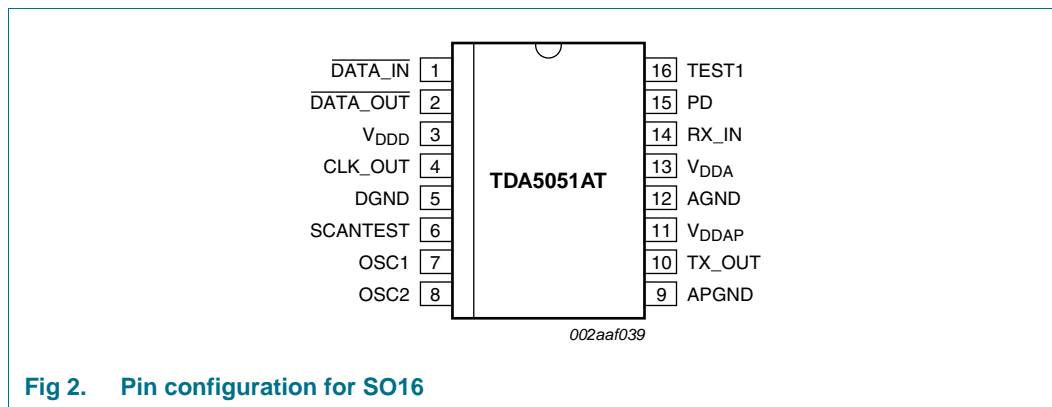 DATA_IN 1
DATA_OUT 2
VDDD 3
CLK_OUT 4
DGND 5
SCANTEST 6
OSC1 7
OSC2 8
TDA5051AT
16 TEST1
15 PD
14 RX_IN
13 VDDA
12 AGND
11 VDDAP
10 TX_OUT
9 APGND
002aaf039
Fig 2. Pin configuration for SO16